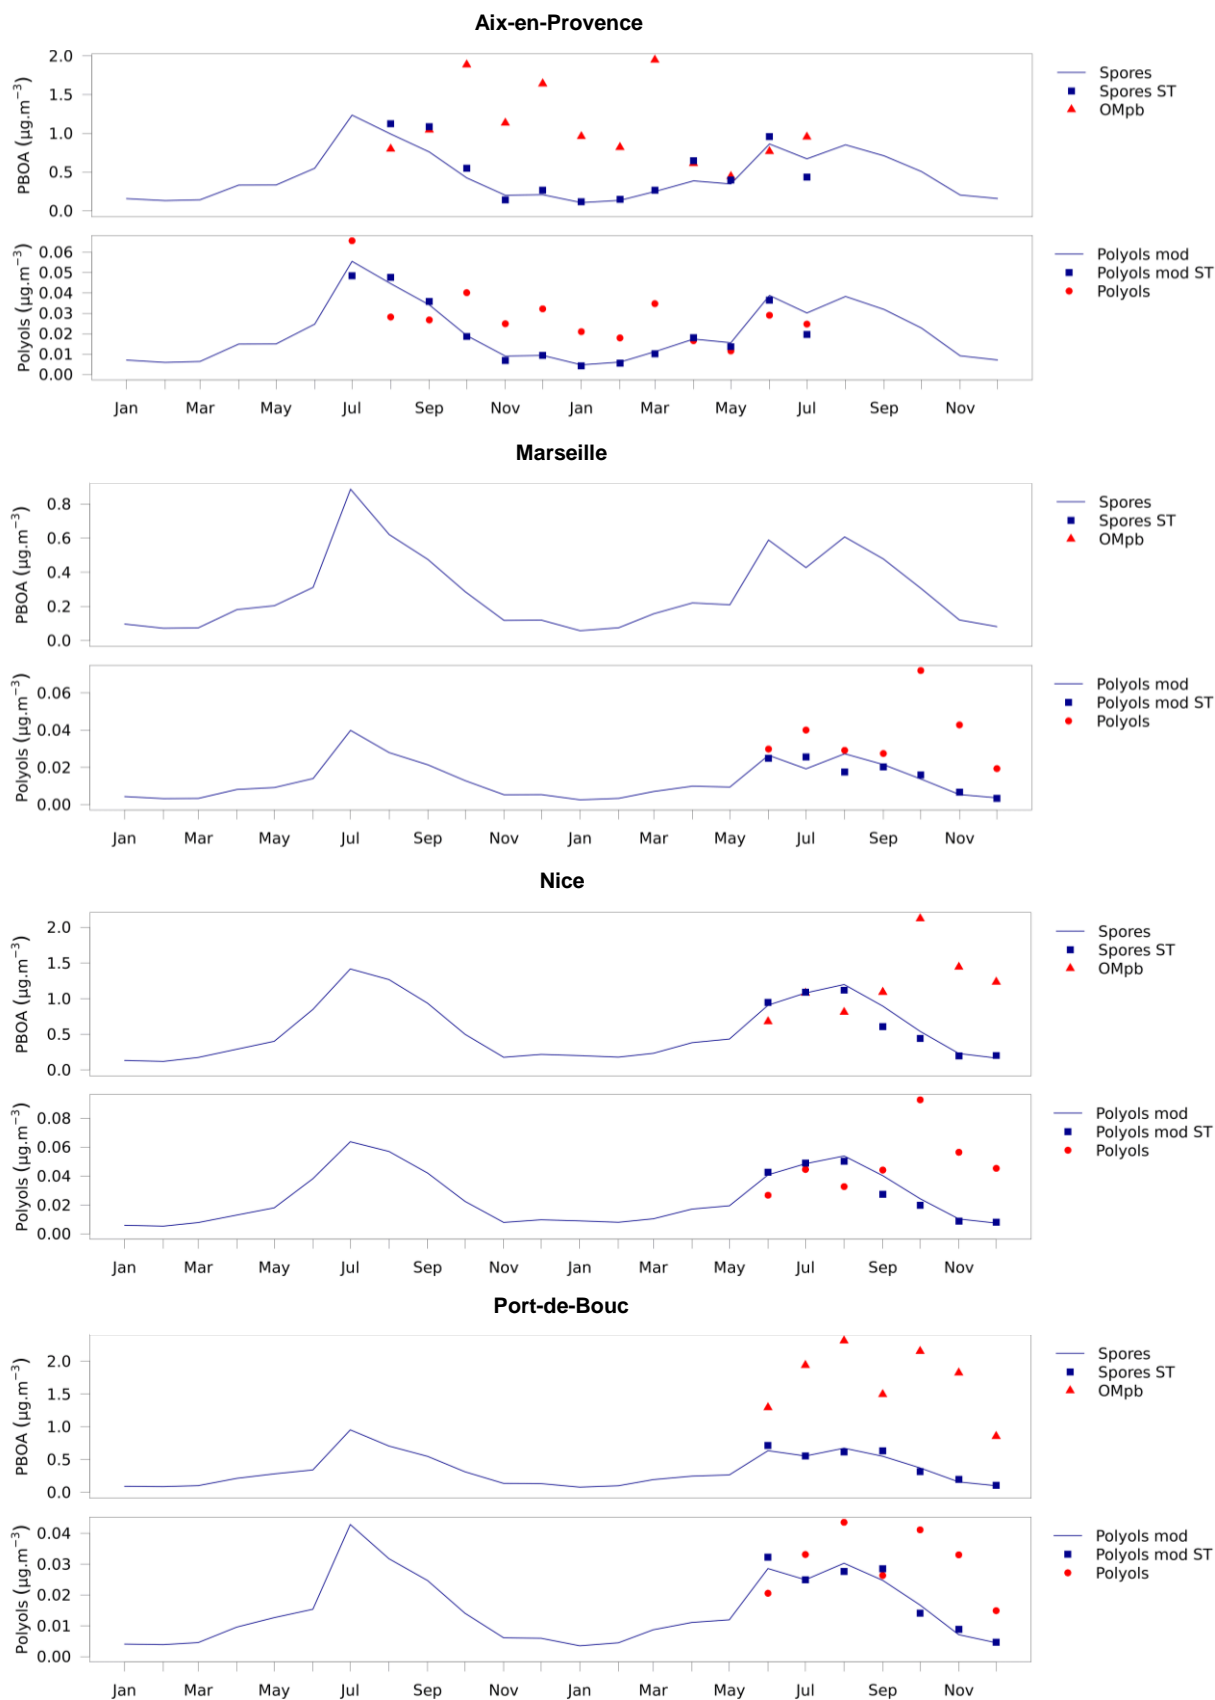 Aix-en-Provence
PBOA (µg.m⁻³)
2.0
1.5
1.0
0.5
0.0
Spores
Spores ST
OMpb
Polyols (µg.m⁻³)
0.06
0.05
0.04
0.03
0.02
0.01
0.00
Polyols mod
Polyols mod ST
Polyols
Jan Mar May Jul Sep Nov Jan Mar May Jul Sep Nov
Marseille
PBOA (µg.m⁻³)
0.8
0.6
0.4
0.2
0.0
Spores
Spores ST
OMpb
Polyols (µg.m⁻³)
0.06
0.04
0.02
0.00
Polyols mod
Polyols mod ST
Polyols
Jan Mar May Jul Sep Nov Jan Mar May Jul Sep Nov
Nice
PBOA (µg.m⁻³)
2.0
1.5
1.0
0.5
0.0
Spores
Spores ST
OMpb
Polyols (µg.m⁻³)
0.08
0.06
0.04
0.02
0.00
Polyols mod
Polyols mod ST
Polyols
Jan Mar May Jul Sep Nov Jan Mar May Jul Sep Nov
Port-de-Bouc
PBOA (µg.m⁻³)
2.0
1.5
1.0
0.5
0.0
Spores
Spores ST
OMpb
Polyols (µg.m⁻³)
0.04
0.03
0.02
0.01
0.00
Polyols mod
Polyols mod ST
Polyols
Jan Mar May Jul Sep Nov Jan Mar May Jul Sep Nov